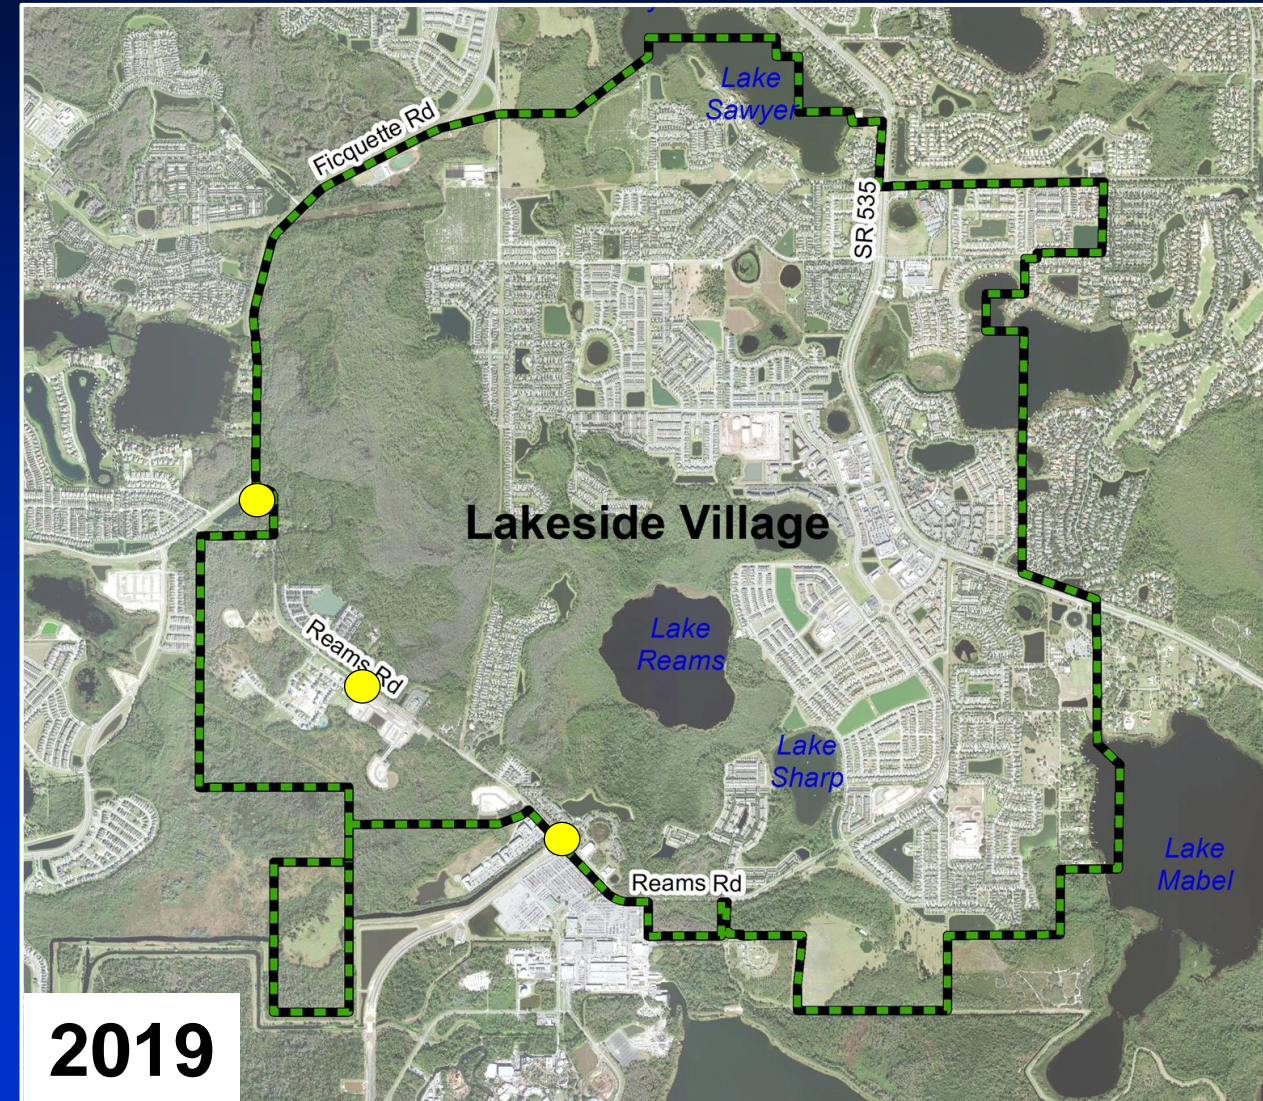 Lake
Sawyer
Ficquette Rd
SR 535
Lakeside Village
Reams Rd
Lake
Reams
Lake
Sharp
Reams Rd
Lake
Mabel
2019